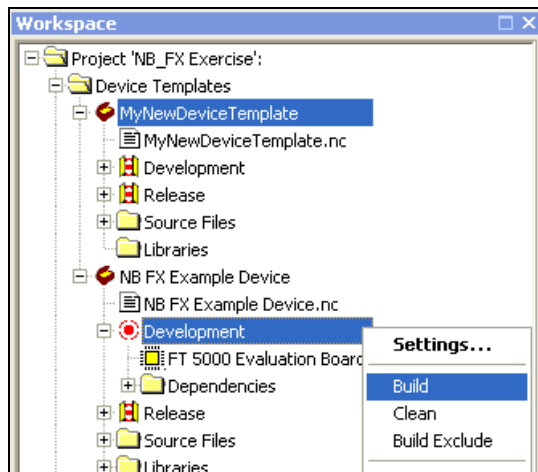 Workspace
Project 'NB_FX Exercise':
Device Templates
MyNewDeviceTemplate
MyNewDeviceTemplate.nc
Development
Release
Source Files
Libraries
NB FX Example Device
NB FX Example Device.nc
Development
Settings...
FT 5000 Evaluation Board
Dependencies
Build
Release
Clean
Source Files
Build Exclude
Libraries